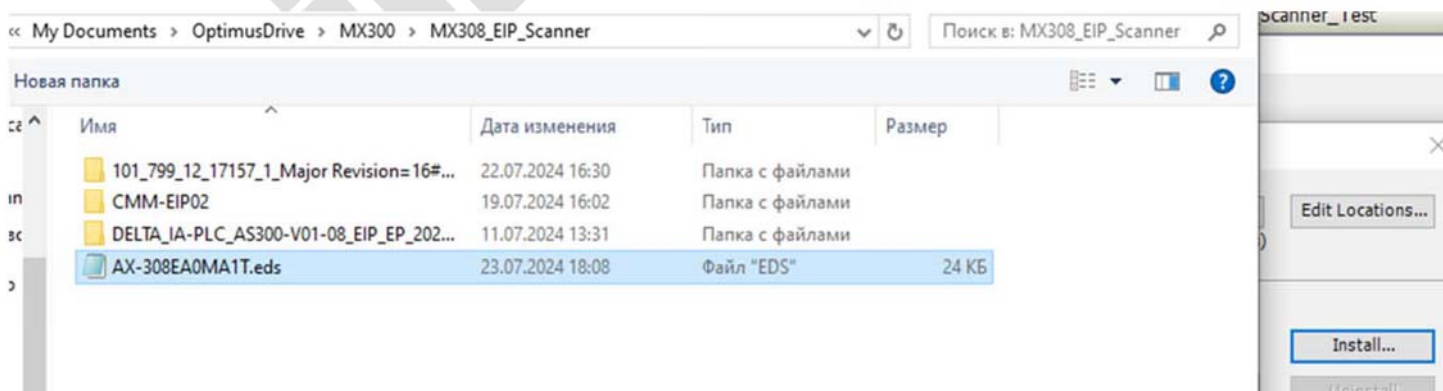 Scanner_Test
« My Documents › OptimusDrive › MX300 › MX308_EIP_Scanner
Поиск в: MX308_EIP_Scanner
Новая папка
Имя Дата изменения Тип Размер
101_799_12_17157_1_Major Revision=16#... 22.07.2024 16:30 Папка с файлами
CMM-EIP02 19.07.2024 16:02 Папка с файлами
Edit Locations...
DELTA_IA-PLC_AS300-V01-08_EIP_EP_202... 11.07.2024 13:31 Папка с файлами
AX-308EA0MA1T.eds 23.07.2024 18:08 Файл "EDS" 24 КБ
Install...
Uninstall